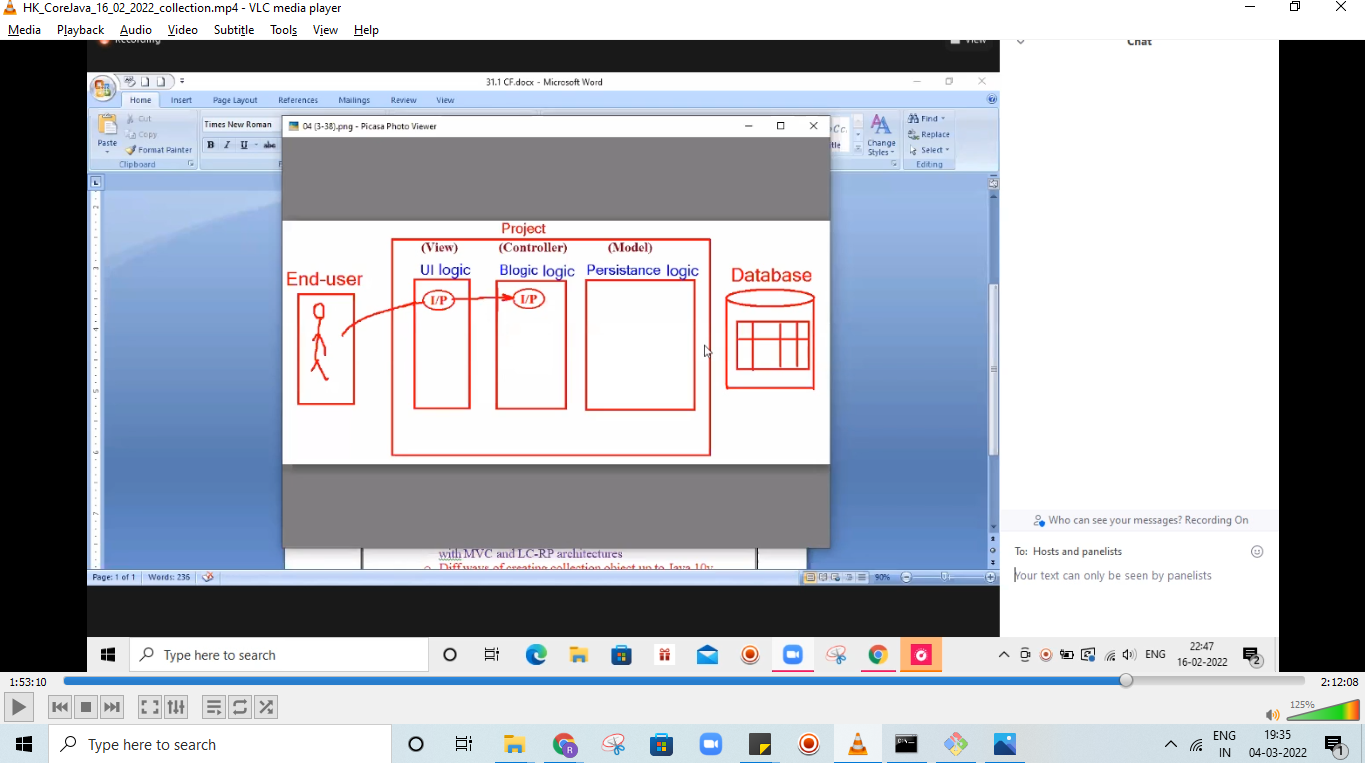 HK_CoreJava_16_02_2022_collection.mp4 - VLC media player
Media Playback Audio Video Subtitle Tools View Help
Recording
View
Chat
31.1 CF.docx - Microsoft Word
Home Insert Page Layout References Mailings Review View
Paste
Cut
Copy
Format Painter
Clipboard
Times New Roman
B I U abc
Change Styles
Find
Replace
Select
Editing
04 (3-38).png - Picasa Photo Viewer
Project
(View) (Controller) (Model)
End-user
UI logic Blogic logic Persistance logic
Database
I/P I/P
with MVC and LC-RP architectures
Diff ways of creating collection object up to Java 10v
Page: 1 of 1 Words: 236
90%
Who can see your messages? Recording On
To: Hosts and panelists
Your text can only be seen by panelists
Type here to search
ENG
22:47
16-02-2022
2
1:53:10
2:12:08
125%
Type here to search
R
ENG
IN
19:35
04-03-2022
1